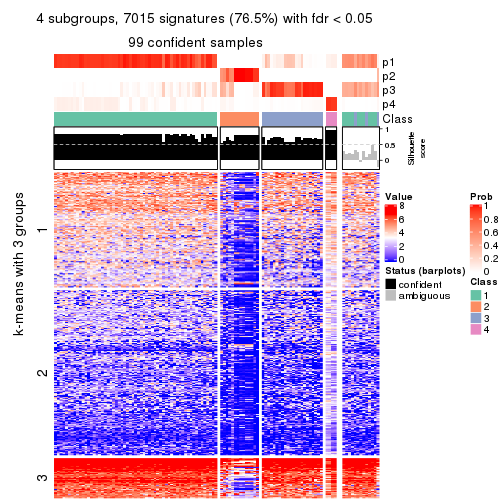 4 subgroups, 7015 signatures (76.5%) with fdr < 0.05
99 confident samples
p1
p2
p3
p4
Class
1
0.5
0
Silhouette
score
k-means with 3 groups
1
2
3
Value
8
6
4
2
0
Status (barplots)
confident
ambiguous
Prob
1
0.8
0.6
0.4
0.2
0
Class
1
2
3
4